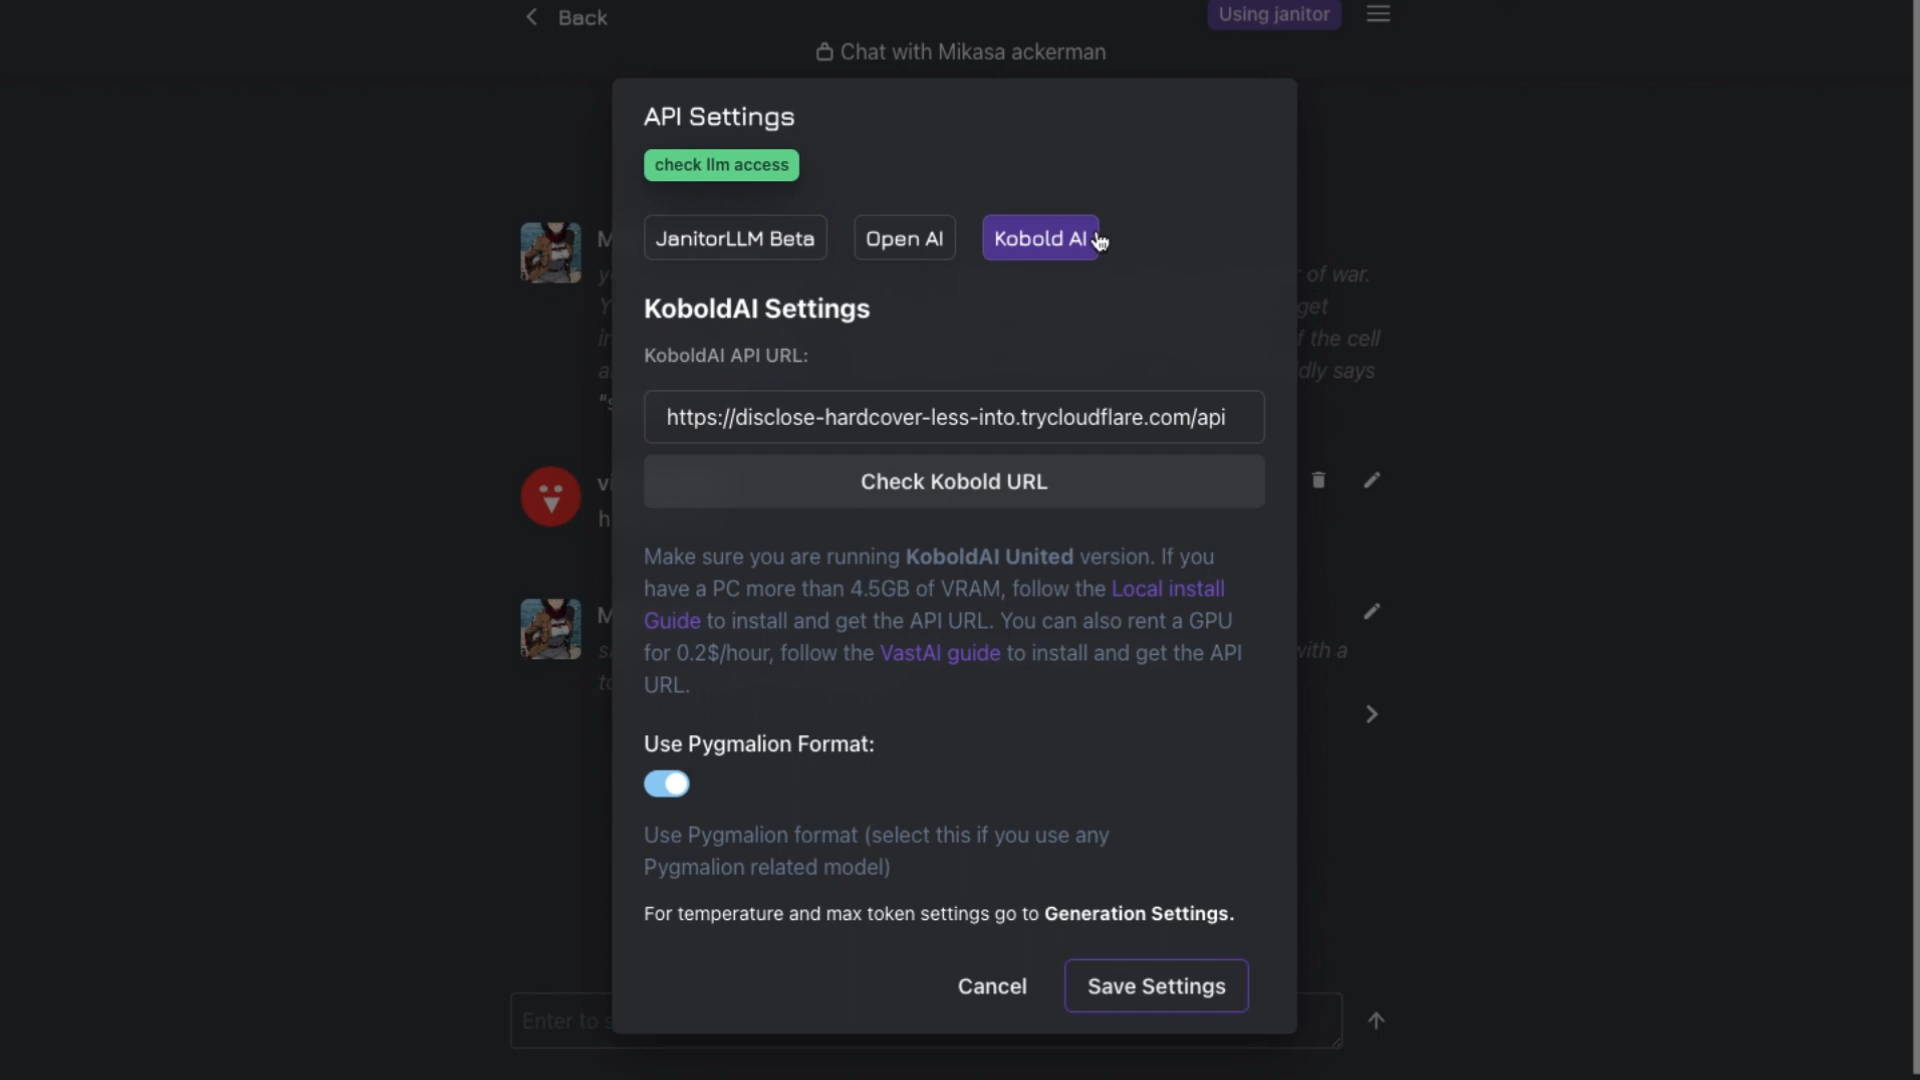 Back
Using janitor
Chat with Mikasa ackerman
API Settings
check llm access
JanitorLLM Beta
Open AI
Kobold AI
of war.
get
f the cell
dly says
KoboldAI Settings
KoboldAI API URL:
https://disclose-hardcover-less-into.trycloudflare.com/api
Check Kobold URL
Make sure you are running KoboldAI United version. If you
have a PC more than 4.5GB of VRAM, follow the Local install
Guide to install and get the API URL. You can also rent a GPU
for 0.2$/hour, follow the VastAI guide to install and get the API
URL.
with a
Use Pygmalion Format:
Use Pygmalion format (select this if you use any
Pygmalion related model)
For temperature and max token settings go to Generation Settings.
Cancel
Save Settings
Enter to s